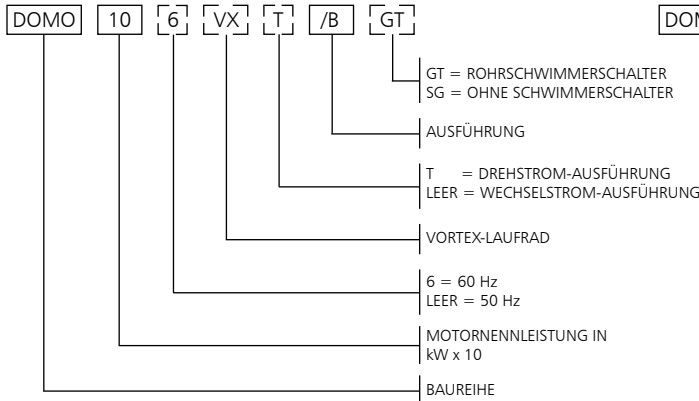 DOMO 10 6 VX T /B GT
GT = ROHRSCHWIMMERSCHALTER
SG = OHNE SCHWIMMERSCHALTER
AUSFÜHRUNG
T = DREHSTROM-AUSFÜHRUNG
LEER = WECHSELSTROM-AUSFÜHRUNG
VORTEX-LAUFRAD
6 = 60 Hz
LEER = 50 Hz
MOTORNENNLEISTUNG IN
kW x 10
BAUREIHE